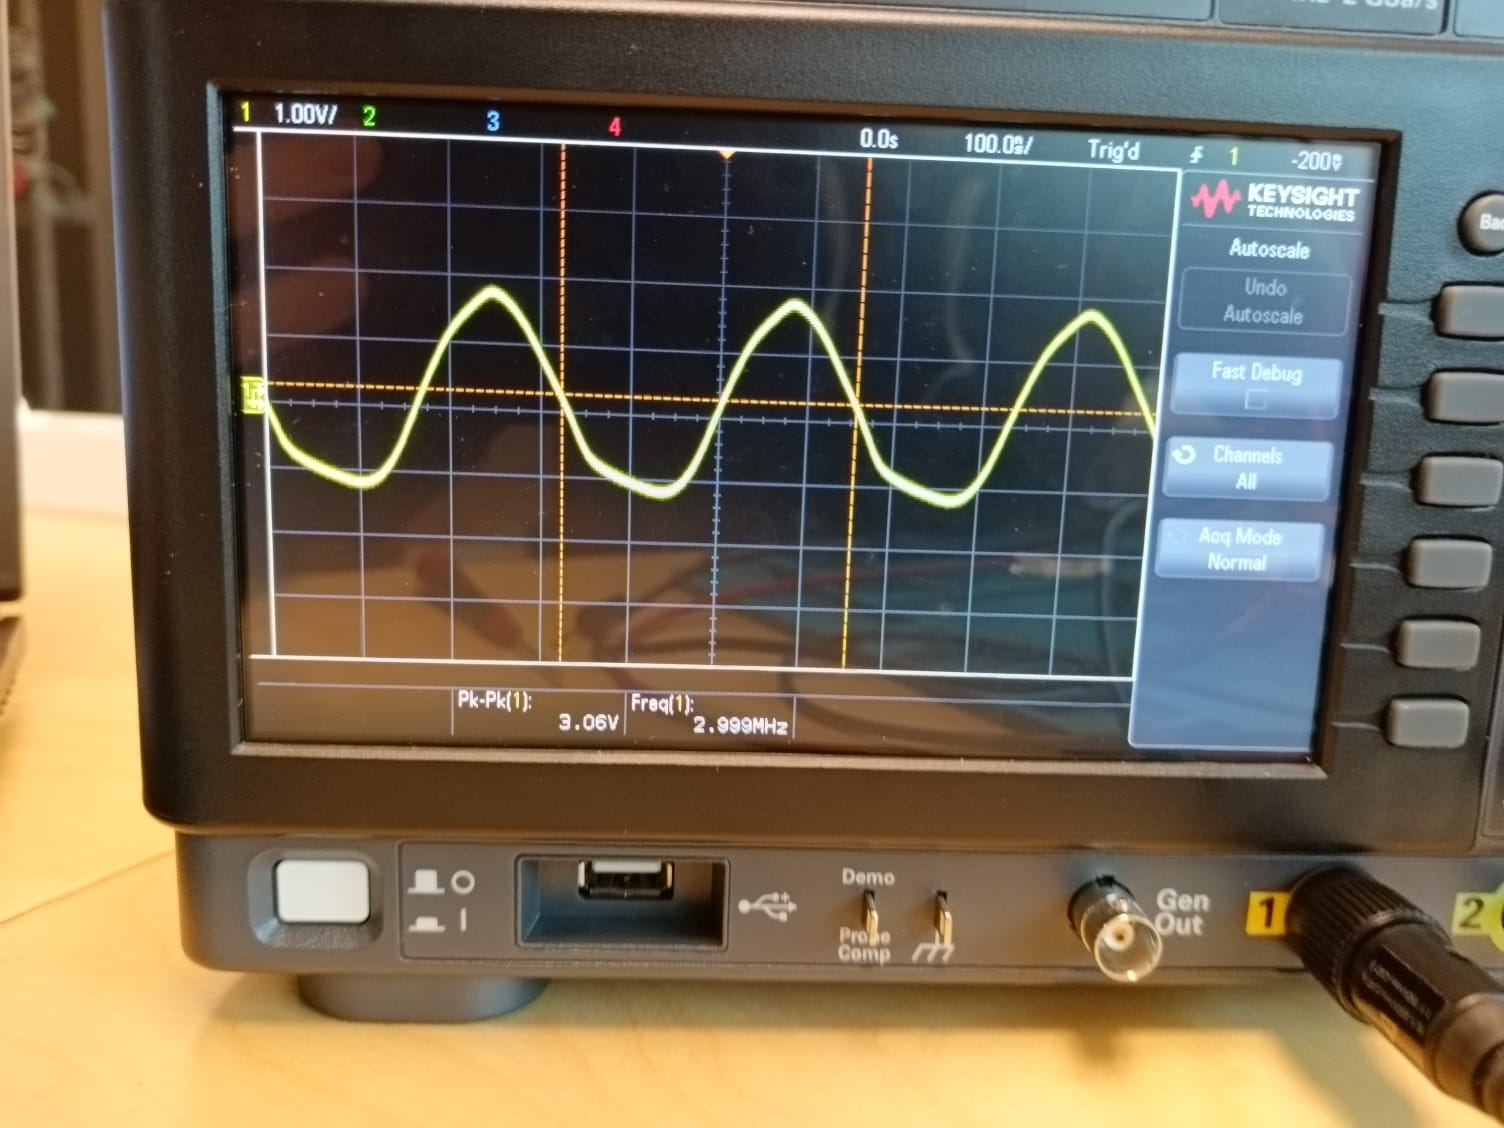 1 1.00V/ 2 3 4 0.0s 100.0ns/ Trig'd 1 -200mV
KEYSIGHT
TECHNOLOGIES
Autoscale
Undo
Autoscale
Fast Debug
Channels
All
Acq Mode
Normal
Pk-Pk(1):
3.06V
Freq(1):
2.999MHz
Demo
Probe
Comp
Gen
Out
1
2